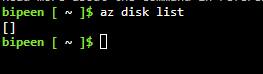 bipeen [ ~ ]$ az disk list
[]
bipeen [ ~ ]$